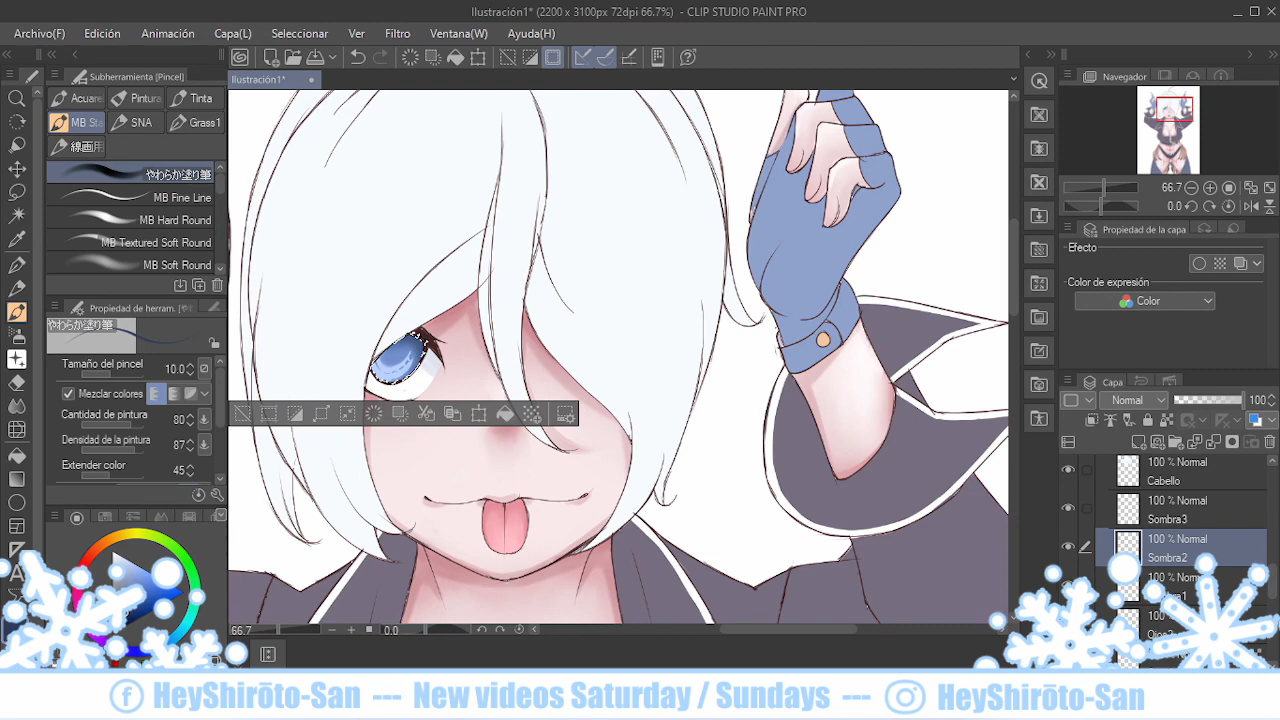 Ilustración1* (2200 x 3100px 72dpi 66.7%) - CLIP STUDIO PAINT PRO
Archivo(F) Edición Animación Capa(L) Seleccionar Ver Filtro Ventana(W) Ayuda(H)
Subherramienta [Pincel]
Ilustración1*
Navegador
Acuare
Pintura
Tinta
MB Sta
SNA
Grass1
線画用
やわらか塗り筆
MB Fine Line
MB Hard Round
MB Textured Soft Round
MB Soft Round
66.7
0.0
Propiedad de la capa
Efecto
Color de expresión
Color
Propiedad de herram.
やわらか塗り筆
Tamaño del pincel 10.0
Mezclar colores
Cantidad de pintura 80
Densidad de la pintura 87
Extender color 45
Capa
Normal 100
100 % Normal
Cabello
100 % Normal
Sombra3
100 % Normal
Sombra2
66.7 0.0
HeyShirōto-San --- New videos Saturday / Sundays --- HeyShirōto-San